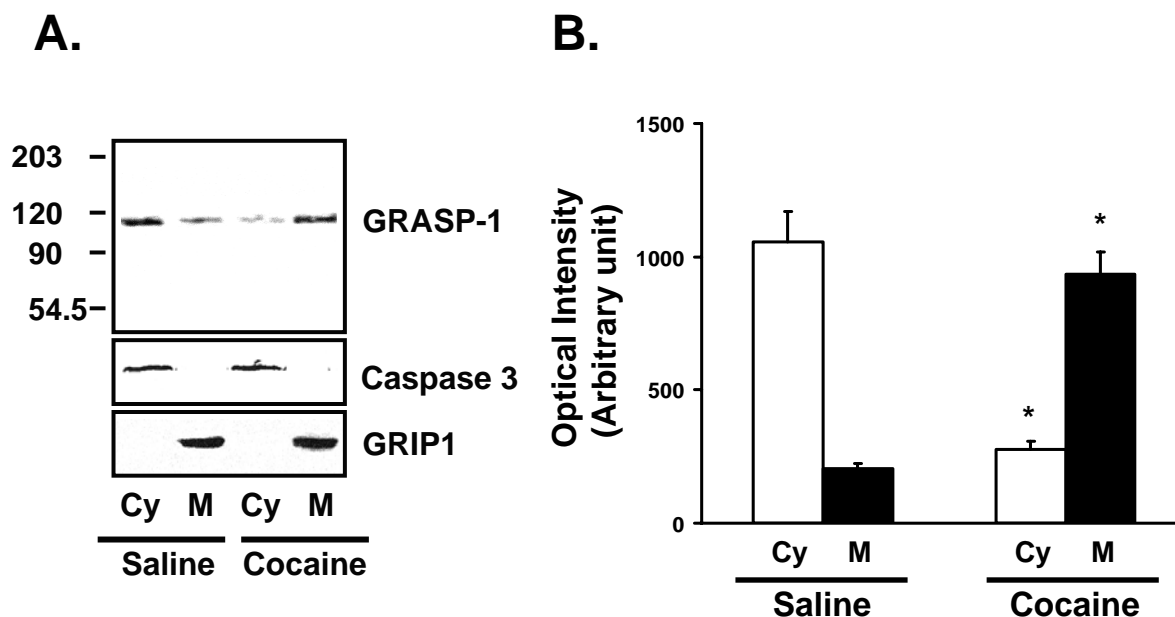 A.
203
120
90
54.5
GRASP-1
Caspase 3
GRIP1
Cy M Cy M
Saline Cocaine
B.
Optical Intensity
(Arbitrary unit)
1500
1000
500
0
*
*
Cy M Cy M
Saline Cocaine